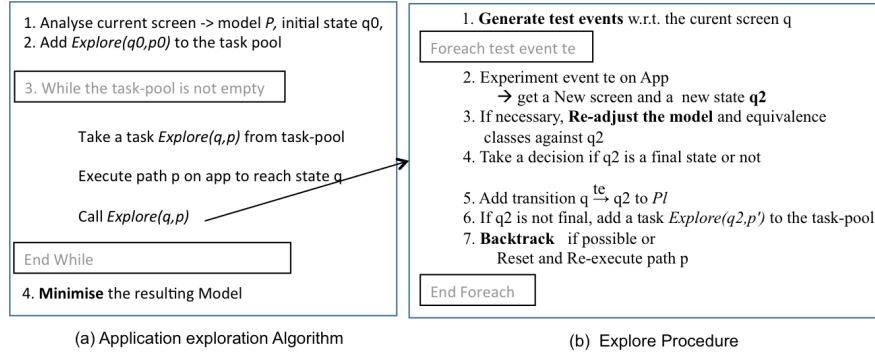 1. Analyse current screen -> model P, initial state q0,
2. Add Explore(q0,p0) to the task pool
3. While the task-pool is not empty
Take a task Explore(q,p) from task-pool
Execute path p on app to reach state q
Call Explore(q,p)
End While
4. Minimise the resulting Model
(a) Application exploration Algorithm
1. Generate test events w.r.t. the curent screen q
Foreach test event te
2. Experiment event te on App
→ get a New screen and a new state q2
3. If necessary, Re-adjust the model and equivalence
classes against q2
4. Take a decision if q2 is a final state or not
te
5. Add transition q → q2 to Pl
6. If q2 is not final, add a task Explore(q2,p') to the task-pool
7. Backtrack if possible or
Reset and Re-execute path p
End Foreach
(b) Explore Procedure